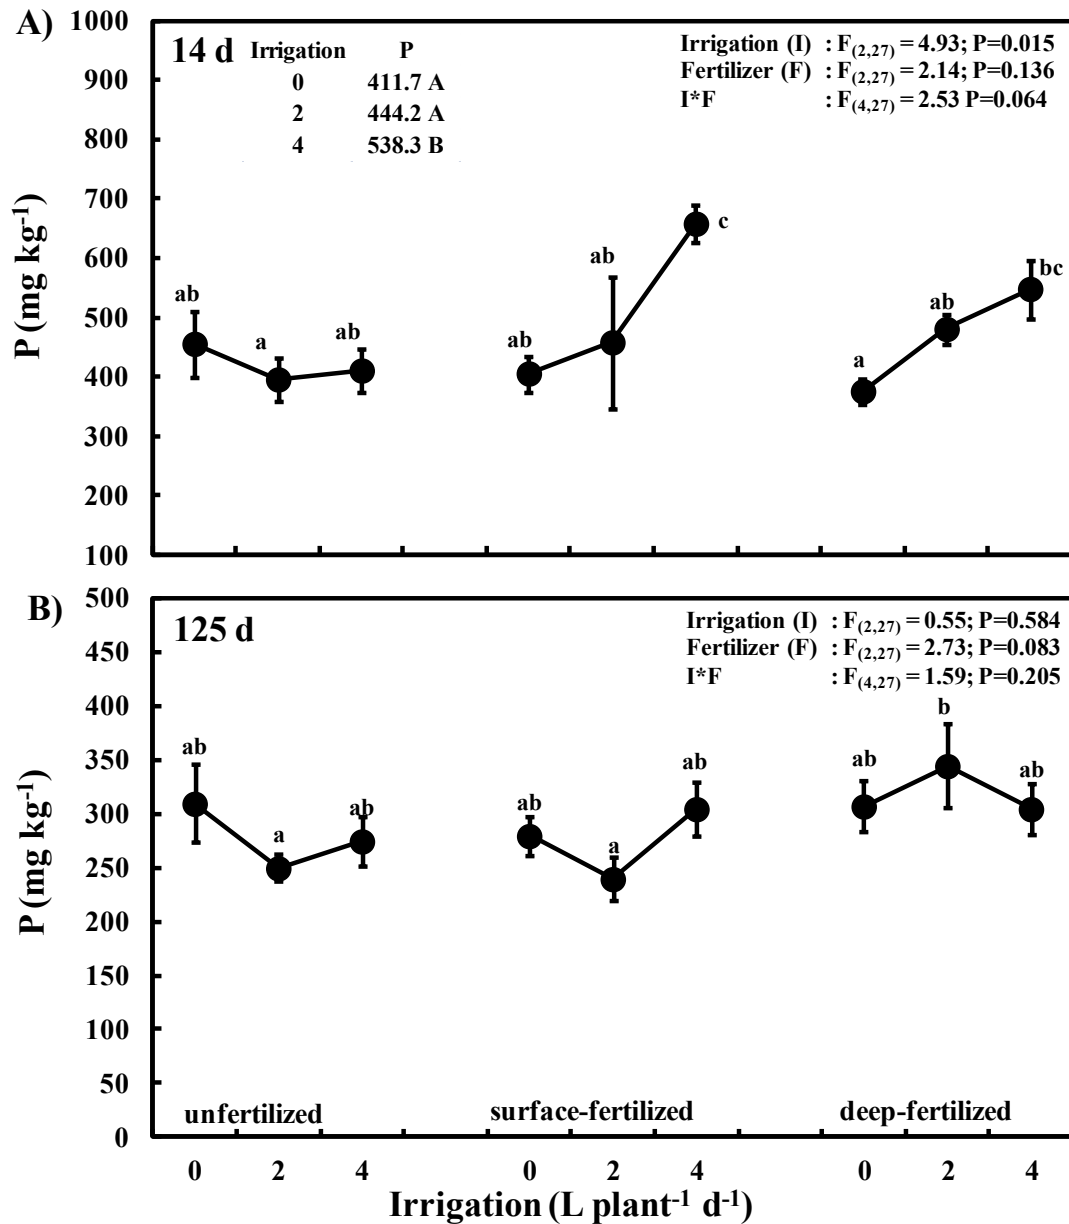 A)
14 d
Irrigation P
0 411.7 A
2 444.2 A
4 538.3 B
Irrigation (I) : F(2,27) = 4.93; P=0.015
Fertilizer (F) : F(2,27) = 2.14; P=0.136
I*F : F(4,27) = 2.53 P=0.064
P (mg kg-1)
1000
900
800
700
600
500
400
300
200
100
ab
a
ab
ab
ab
c
a
ab
bc
B)
125 d
Irrigation (I) : F(2,27) = 0.55; P=0.584
Fertilizer (F) : F(2,27) = 2.73; P=0.083
I*F : F(4,27) = 1.59; P=0.205
P (mg kg-1)
500
450
400
350
300
250
200
150
100
50
0
ab
a
ab
ab
a
ab
ab
b
ab
unfertilized surface-fertilized deep-fertilized
0 2 4 0 2 4 0 2 4
Irrigation (L plant-1 d-1)